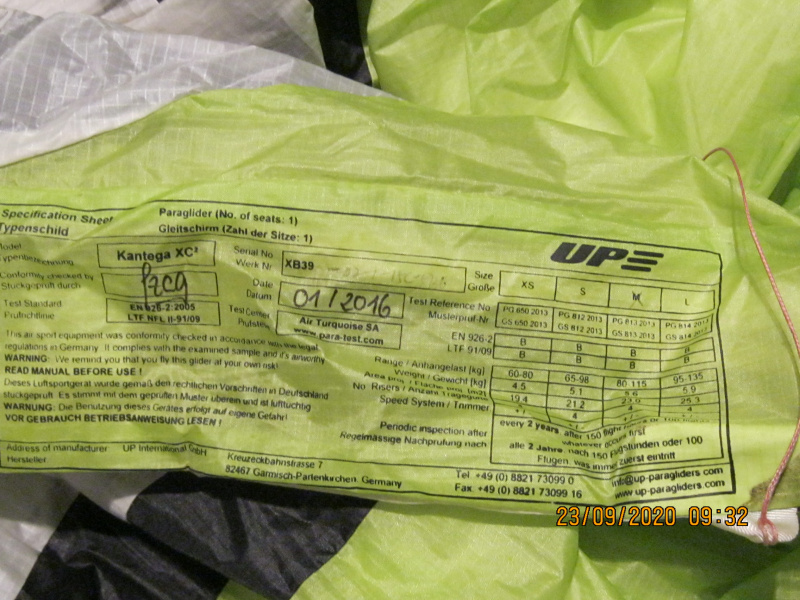 Specification Sheet
Typenschild
Paraglider (No. of seats: 1)
Gleitschirm (Zahl der Sitze: 1)
UP
Model
Typenbezeichnung
Kantega XC²
Serial No
Werk Nr
XB39
Size
Größe
XS S M L
Conformity checked by
Stückgeprüft durch
Date
Datum
01/2016
Test Reference No
Musterprüf-Nr
PG 850 2013 PG 812 2013 PG 813 2013 PG 814 2013
GS 650 2013 GS 812 2013 GS 813 2013 GS 814 2013
Test Standard
Prüfrichtlinie
EN 926-2:2005
LTF NFL II-91/09
Test Center
Prüfstelle
Air Turquoise SA
www.para-test.com
EN 926-2 B B B B
LTF 91/09 B B B B
Range / Anhängelast [kg] 60-80 65-98 80-115 95-135
Weight / Gewicht [kg] 4.5 5.1 5.6 5.9
19.4 21.2 25.3
No. Risers / Anzahl Tragegurte 4 4 4
Speed System / Trimmer
This air sport equipment was conformity checked in accordance with the legal
regulations in Germany. It complies with the examined sample and it's airworthy.
WARNING: We remind you that you fly this glider at your own risk!
READ MANUAL BEFORE USE !
Dieses Luftsportgerät wurde gemäß den rechtlichen Vorschriften in Deutschland
stückgeprüft. Es stimmt mit dem geprüften Muster überein und ist lufttüchtig
WARNUNG: Die Benutzung dieses Gerätes erfolgt auf eigene Gefahr!
VOR GEBRAUCH BETRIEBSANWEISUNG LESEN !
Periodic inspection after
Regelmässige Nachprüfung nach
every 2 years, after 150 flight
whatever occurs first
alle 2 Jahre, nach 150 Flugstunden oder 100
Flügen, was immer zuerst eintritt
Address of manufacturer
Hersteller
UP International GmbH
Kreuzeckbahnstrasse 7
82467 Garmisch-Partenkirchen, Germany
Tel +49 (0) 8821 73099 0
Fax +49 (0) 8821 73099 16
info@up-paragliders.com
www.up-paragliders.com
23/09/2020 09:32